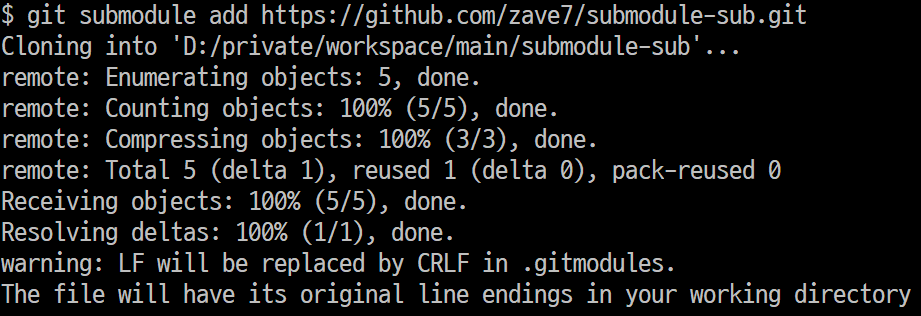 $ git submodule add https://github.com/zave7/submodule-sub.git
Cloning into 'D:/private/workspace/main/submodule-sub'...
remote: Enumerating objects: 5, done.
remote: Counting objects: 100% (5/5), done.
remote: Compressing objects: 100% (3/3), done.
remote: Total 5 (delta 1), reused 1 (delta 0), pack-reused 0
Receiving objects: 100% (5/5), done.
Resolving deltas: 100% (1/1), done.
warning: LF will be replaced by CRLF in .gitmodules.
The file will have its original line endings in your working directory